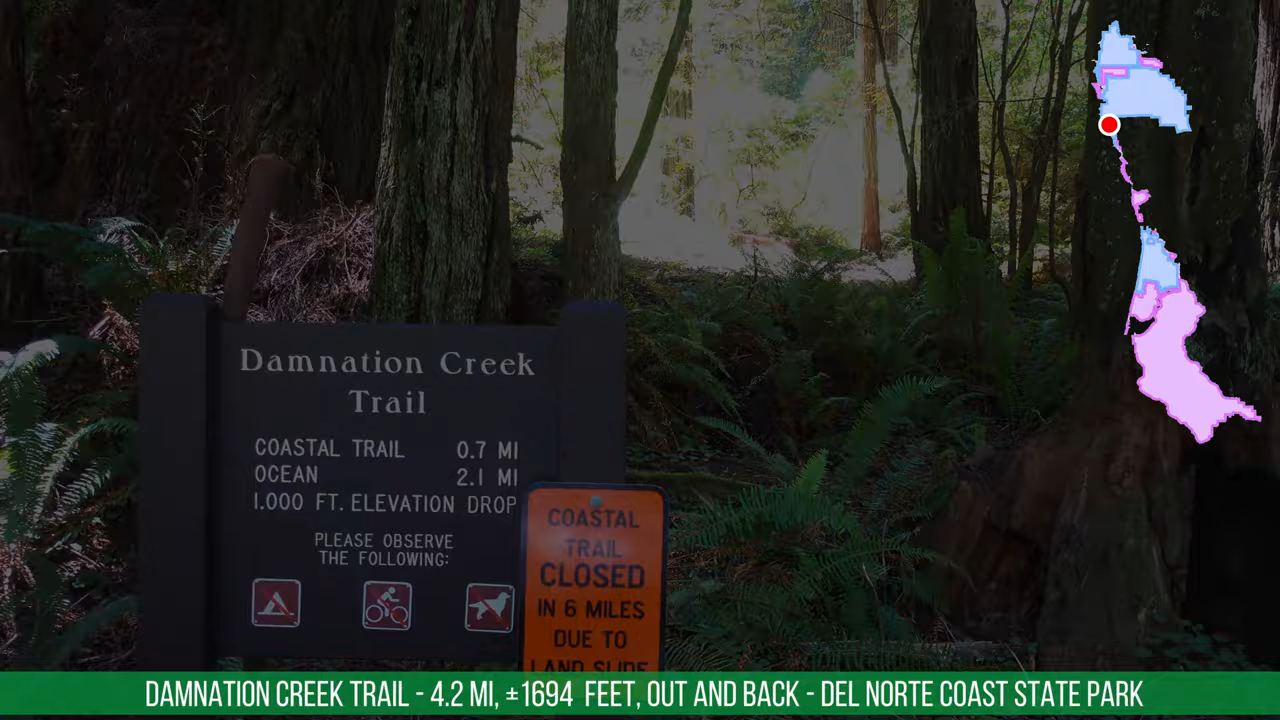 Damnation Creek
Trail
COASTAL TRAIL 0.7 MI
OCEAN 2.1 MI
1,000 FT. ELEVATION DROP
PLEASE OBSERVE
THE FOLLOWING:
COASTAL
TRAIL
CLOSED
IN 6 MILES
DUE TO
LAND SLIDE
DAMNATION CREEK TRAIL - 4.2 MI, ±1694 FEET, OUT AND BACK - DEL NORTE COAST STATE PARK